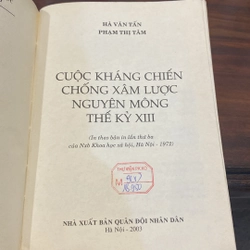 HÀ VĂN TẤN
PHẠM THỊ TÂM
CUỘC KHÁNG CHIẾN
CHỐNG XÂM LƯỢC
NGUYÊN MÔNG
THẾ KỶ XIII
(In theo bản in lần thứ ba
của Nxb Khoa học xã hội, Hà Nội - 1972)
M
NHÀ XUẤT BẢN QUÂN ĐỘI NHÂN DÂN
Hà Nội - 2003